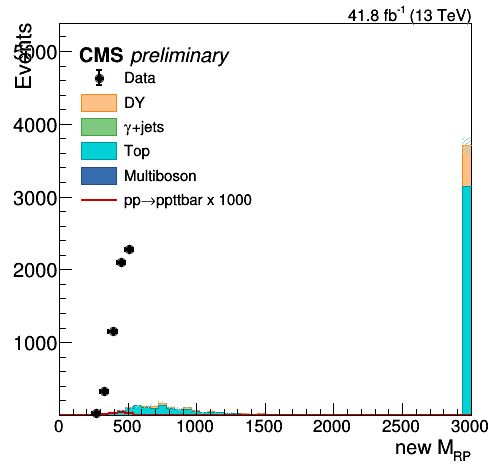 41.8 fb⁻¹ (13 TeV)
Events
CMS preliminary
Data
DY
γ+jets
Top
Multiboson
pp→ppttbar x 1000
5000
4000
3000
2000
1000
0 500 1000 1500 2000 2500 3000
new M_RP